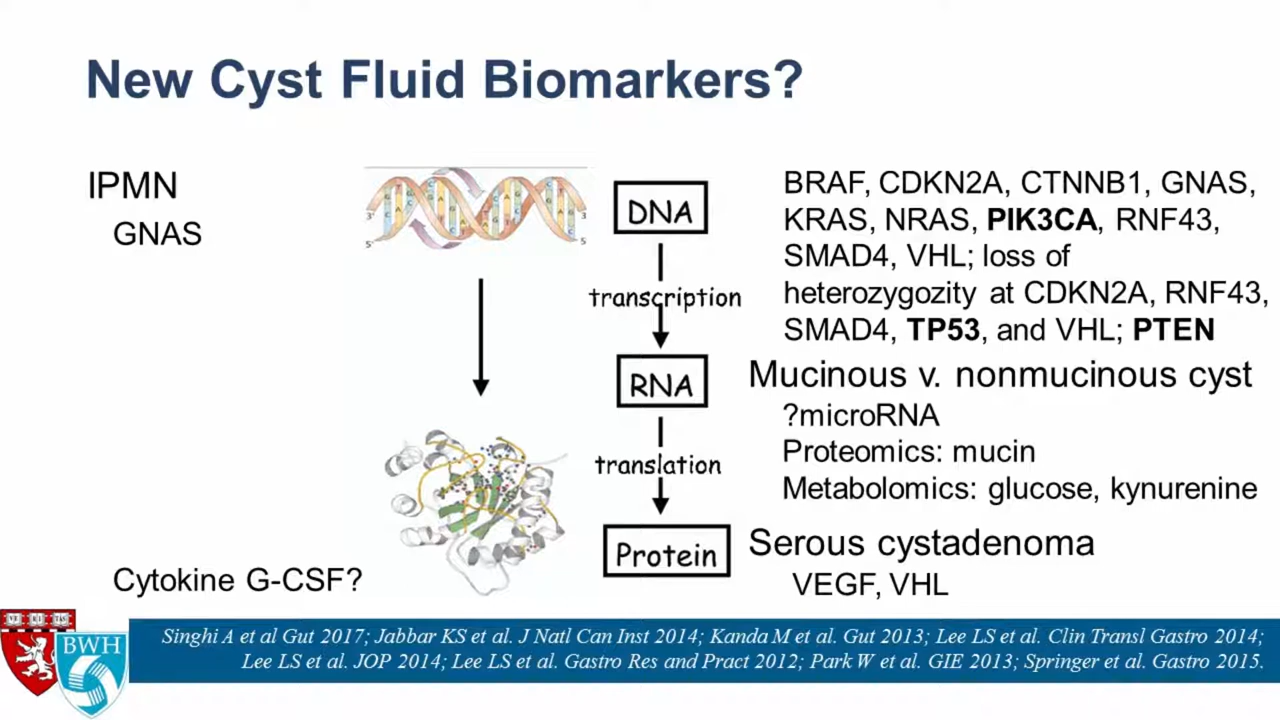 New Cyst Fluid Biomarkers?
IPMN
GNAS
Cytokine G-CSF?
DNA
transcription
RNA
translation
Protein
BRAF, CDKN2A, CTNNB1, GNAS,
KRAS, NRAS, PIK3CA, RNF43,
SMAD4, VHL; loss of
heterozygozity at CDKN2A, RNF43,
SMAD4, TP53, and VHL; PTEN
Mucinous v. nonmucinous cyst
?microRNA
Proteomics: mucin
Metabolomics: glucose, kynurenine
Serous cystadenoma
VEGF, VHL
BWH
Singhi A et al Gut 2017; Jabbar KS et al. J Natl Can Inst 2014; Kanda M et al. Gut 2013; Lee LS et al. Clin Transl Gastro 2014;
Lee LS et al. JOP 2014; Lee LS et al. Gastro Res and Pract 2012; Park W et al. GIE 2013; Springer et al. Gastro 2015.